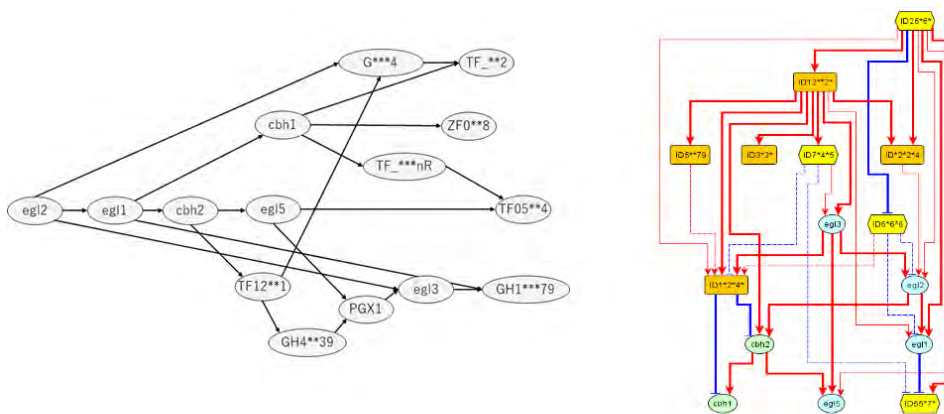 G***4
TF_**2
cbh1
ZF0**8
TF_***nR
egl2
egl1
cbh2
egl5
TF05**4
TF12**1
egl3
GH1***79
PGX1
GH4**39
ID26*6*
ID12**2*
ID5**79
ID3*3*
ID7*4*5
ID*2*2*4
egl3
ID6*6*6
ID1*2*4*
egl2
cbh2
egl1
cbh1
egl5
ID55*7*